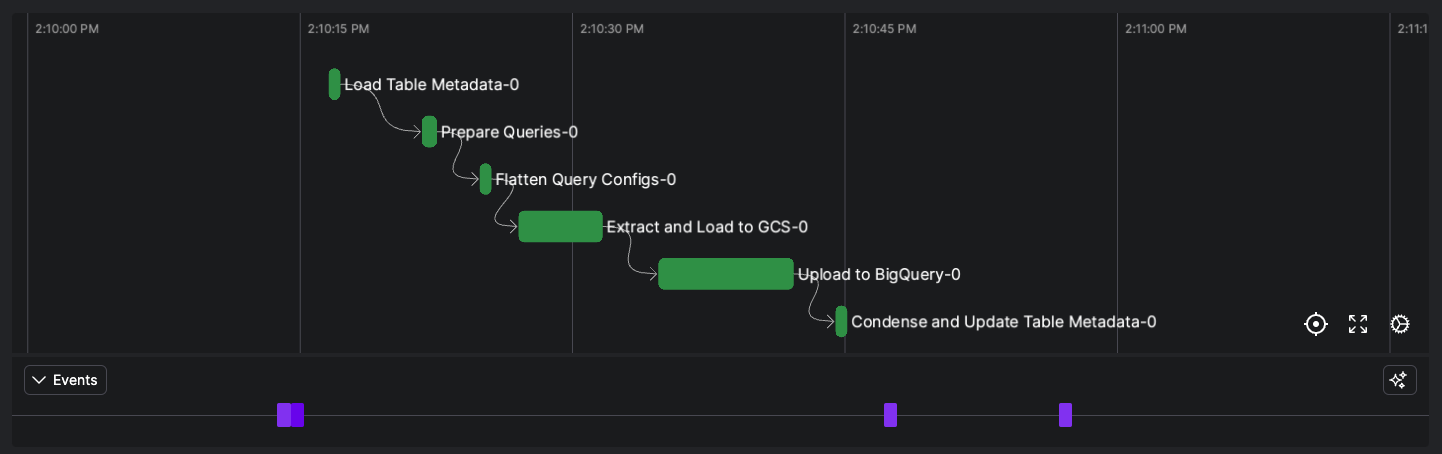 2:10:00 PM
2:10:15 PM
2:10:30 PM
2:10:45 PM
2:11:00 PM
2:11:1
Load Table Metadata-0
Prepare Queries-0
Flatten Query Configs-0
Extract and Load to GCS-0
Upload to BigQuery-0
Condense and Update Table Metadata-0
Events